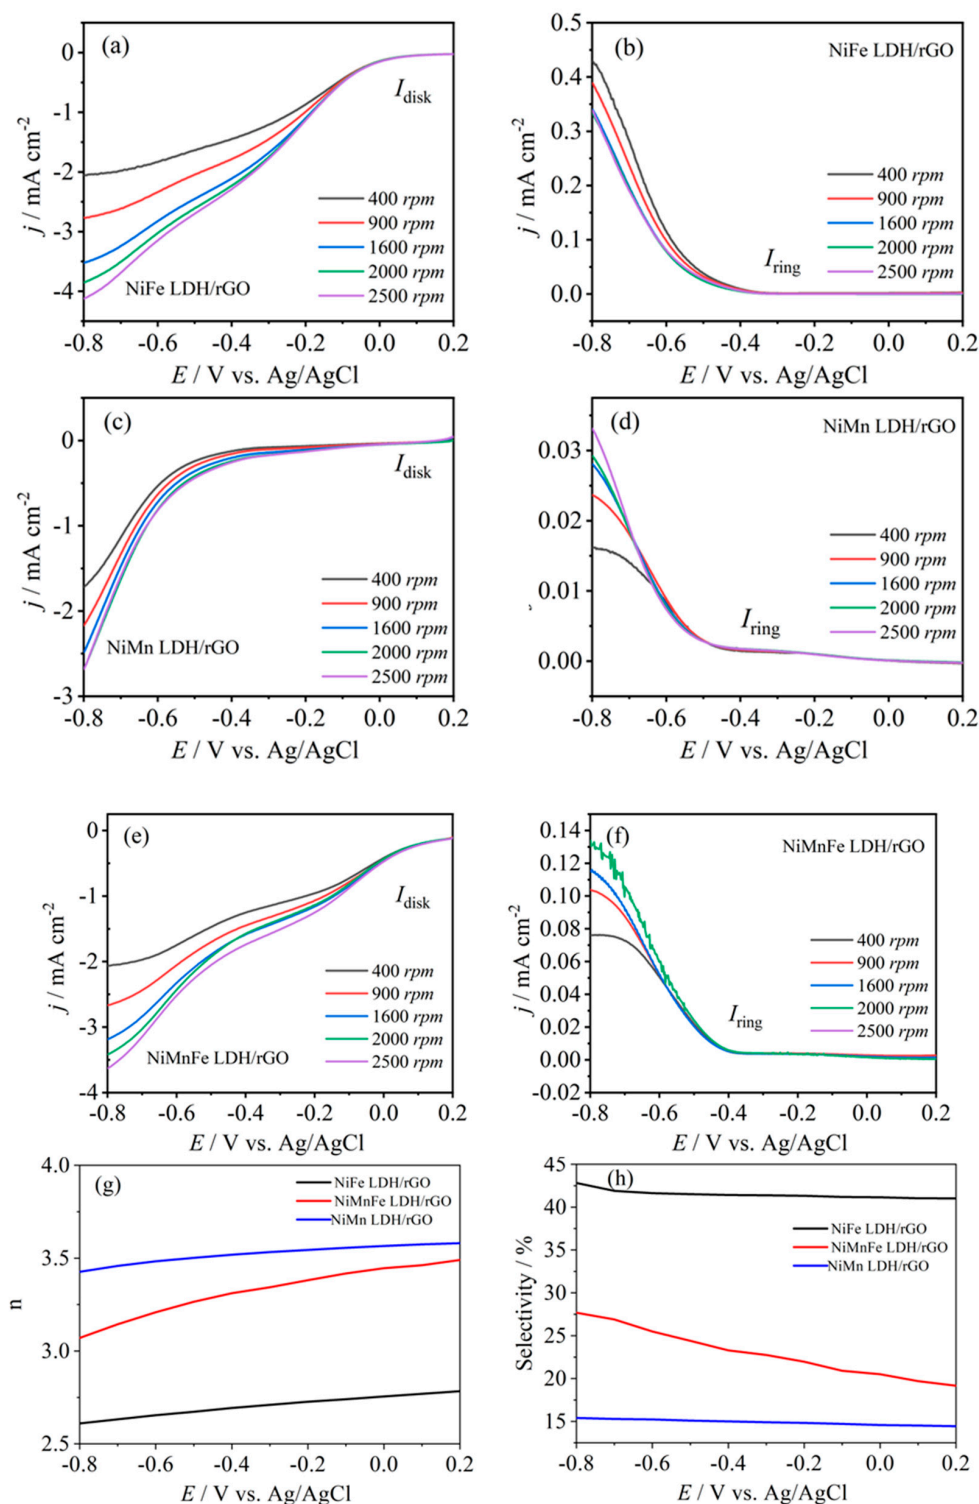 (a)
I_disk
400 rpm
900 rpm
1600 rpm
2000 rpm
2500 rpm
NiFe LDH/rGO
0
-1
-2
-3
-4
j / mA cm⁻²
-0.8 -0.6 -0.4 -0.2 0.0 0.2
E / V vs. Ag/AgCl
(b)
NiFe LDH/rGO
400 rpm
900 rpm
1600 rpm
2000 rpm
2500 rpm
I_ring
0.5
0.4
0.3
0.2
0.1
0.0
j / mA cm⁻²
-0.8 -0.6 -0.4 -0.2 0.0 0.2
E / V vs. Ag/AgCl
(c)
I_disk
400 rpm
900 rpm
1600 rpm
2000 rpm
2500 rpm
NiMn LDH/rGO
0
-1
-2
-3
j / mA cm⁻²
-0.8 -0.6 -0.4 -0.2 0.0 0.2
E / V vs. Ag/AgCl
(d)
NiMn LDH/rGO
400 rpm
900 rpm
1600 rpm
2000 rpm
2500 rpm
I_ring
0.03
0.02
0.01
0.00
j / mA cm⁻²
-0.8 -0.6 -0.4 -0.2 0.0 0.2
E / V vs. Ag/AgCl
(e)
I_disk
400 rpm
900 rpm
1600 rpm
2000 rpm
2500 rpm
NiMnFe LDH/rGO
0
-1
-2
-3
-4
j / mA cm⁻²
-0.8 -0.6 -0.4 -0.2 0.0 0.2
E / V vs. Ag/AgCl
(f)
NiMnFe LDH/rGO
400 rpm
900 rpm
1600 rpm
2000 rpm
2500 rpm
I_ring
0.14
0.12
0.10
0.08
0.06
0.04
0.02
0.00
-0.02
j / mA cm⁻²
-0.8 -0.6 -0.4 -0.2 0.0 0.2
E / V vs. Ag/AgCl
(g)
NiFe LDH/rGO
NiMnFe LDH/rGO
NiMn LDH/rGO
4.0
3.5
3.0
2.5
n
-0.8 -0.6 -0.4 -0.2 0.0 0.2
E / V vs. Ag/AgCl
(h)
NiFe LDH/rGO
NiMnFe LDH/rGO
NiMn LDH/rGO
45
40
35
30
25
20
15
Selectivity / %
-0.8 -0.6 -0.4 -0.2 0.0 0.2
E / V vs. Ag/AgCl